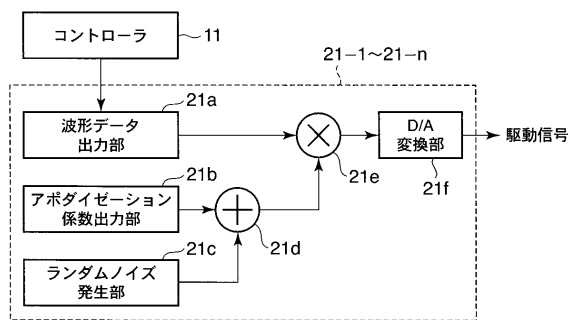 コントローラ
11
21-1~21-n
21a
波形データ
出力部
D/A
変換部
駆動信号
21e
21f
21b
アポダイゼーション
係数出力部
21d
21c
ランダムノイズ
発生部